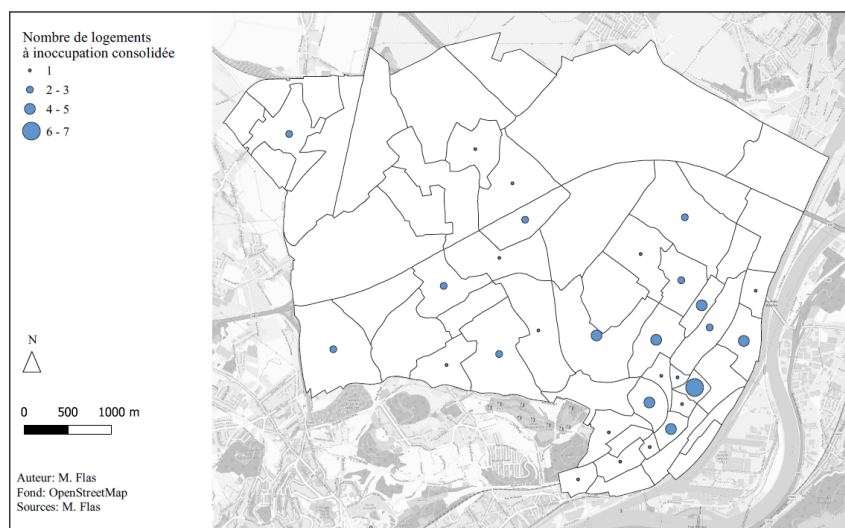 Nombre de logements
à inoccupation consolidée
1
2 - 3
4 - 5
6 - 7
N
0 500 1000 m
Auteur: M. Flas
Fond: OpenStreetMap
Sources: M. Flas